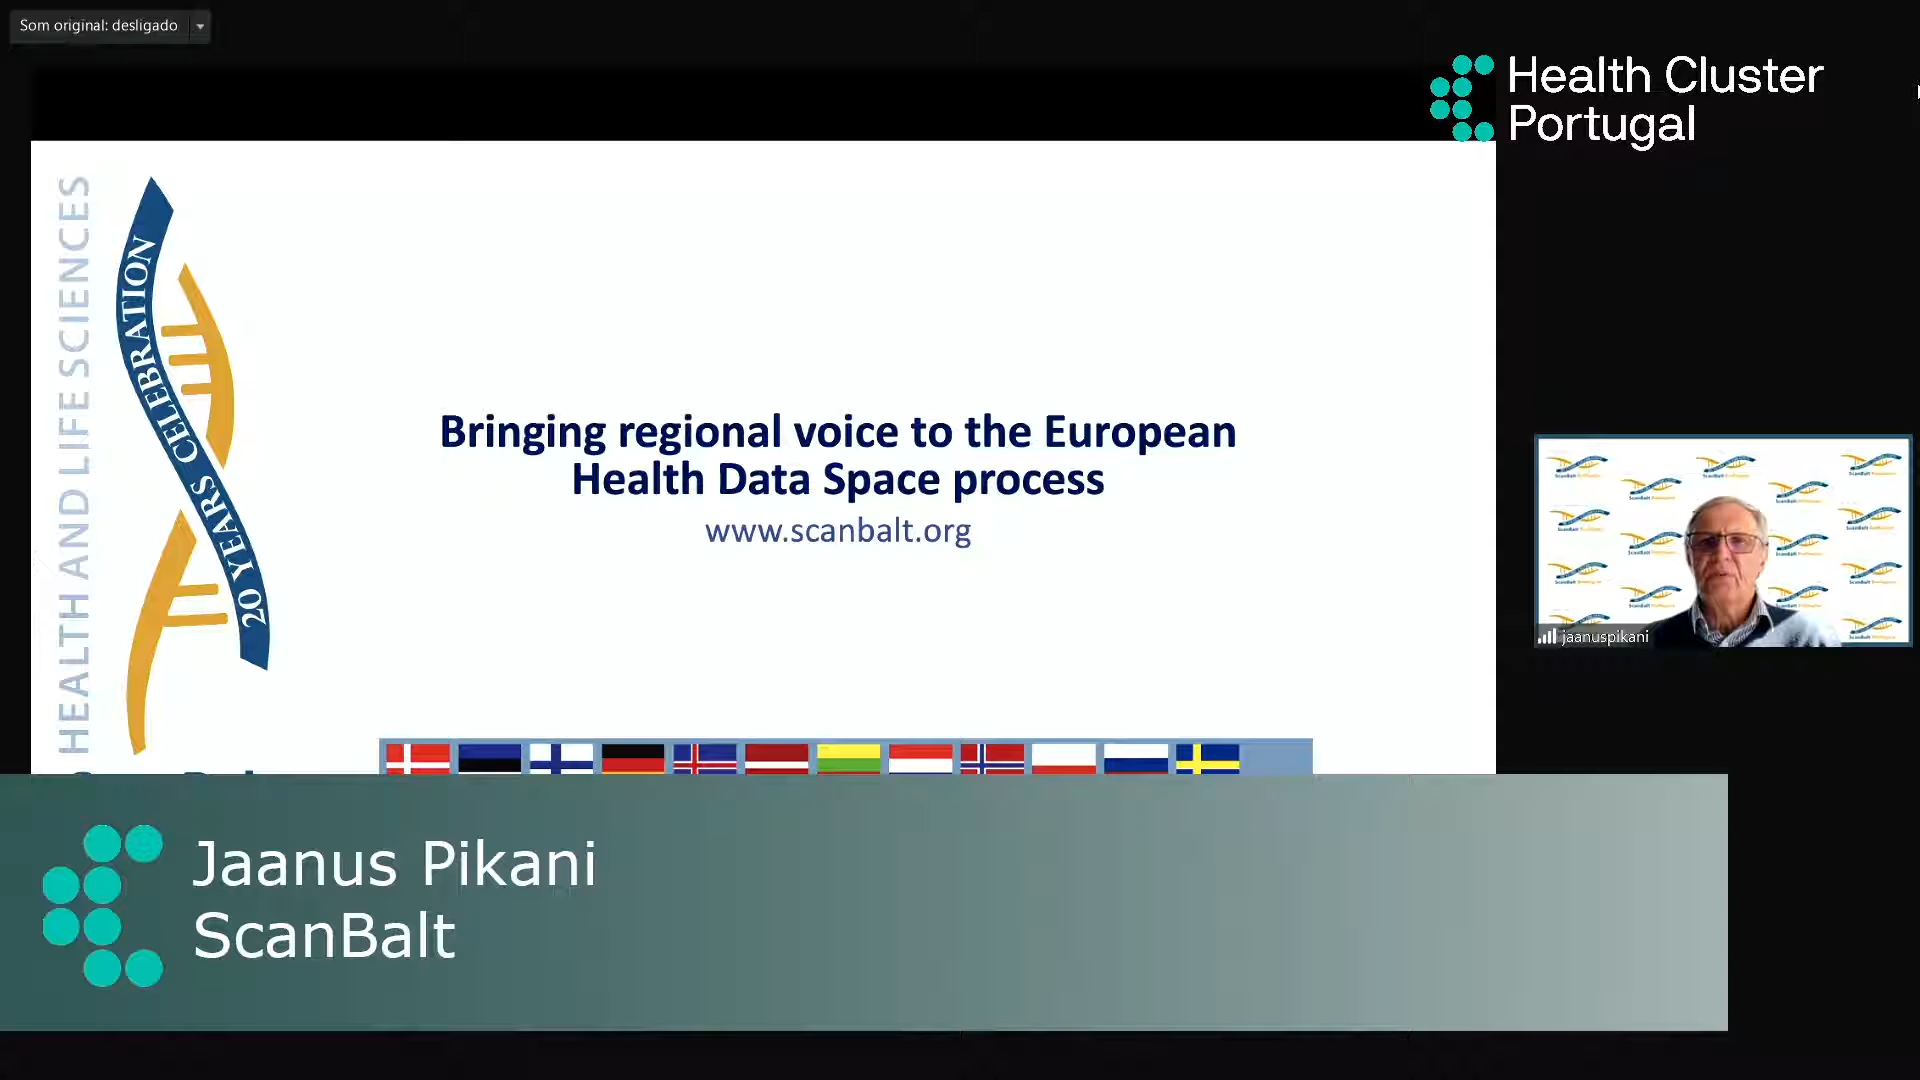 Som original: desligado
Health Cluster
Portugal
HEALTH AND LIFE SCIENCES
20 YEARS CELEBRATION
Bringing regional voice to the European
Health Data Space process
www.scanbalt.org
jaanuspikani
Jaanus Pikani
ScanBalt